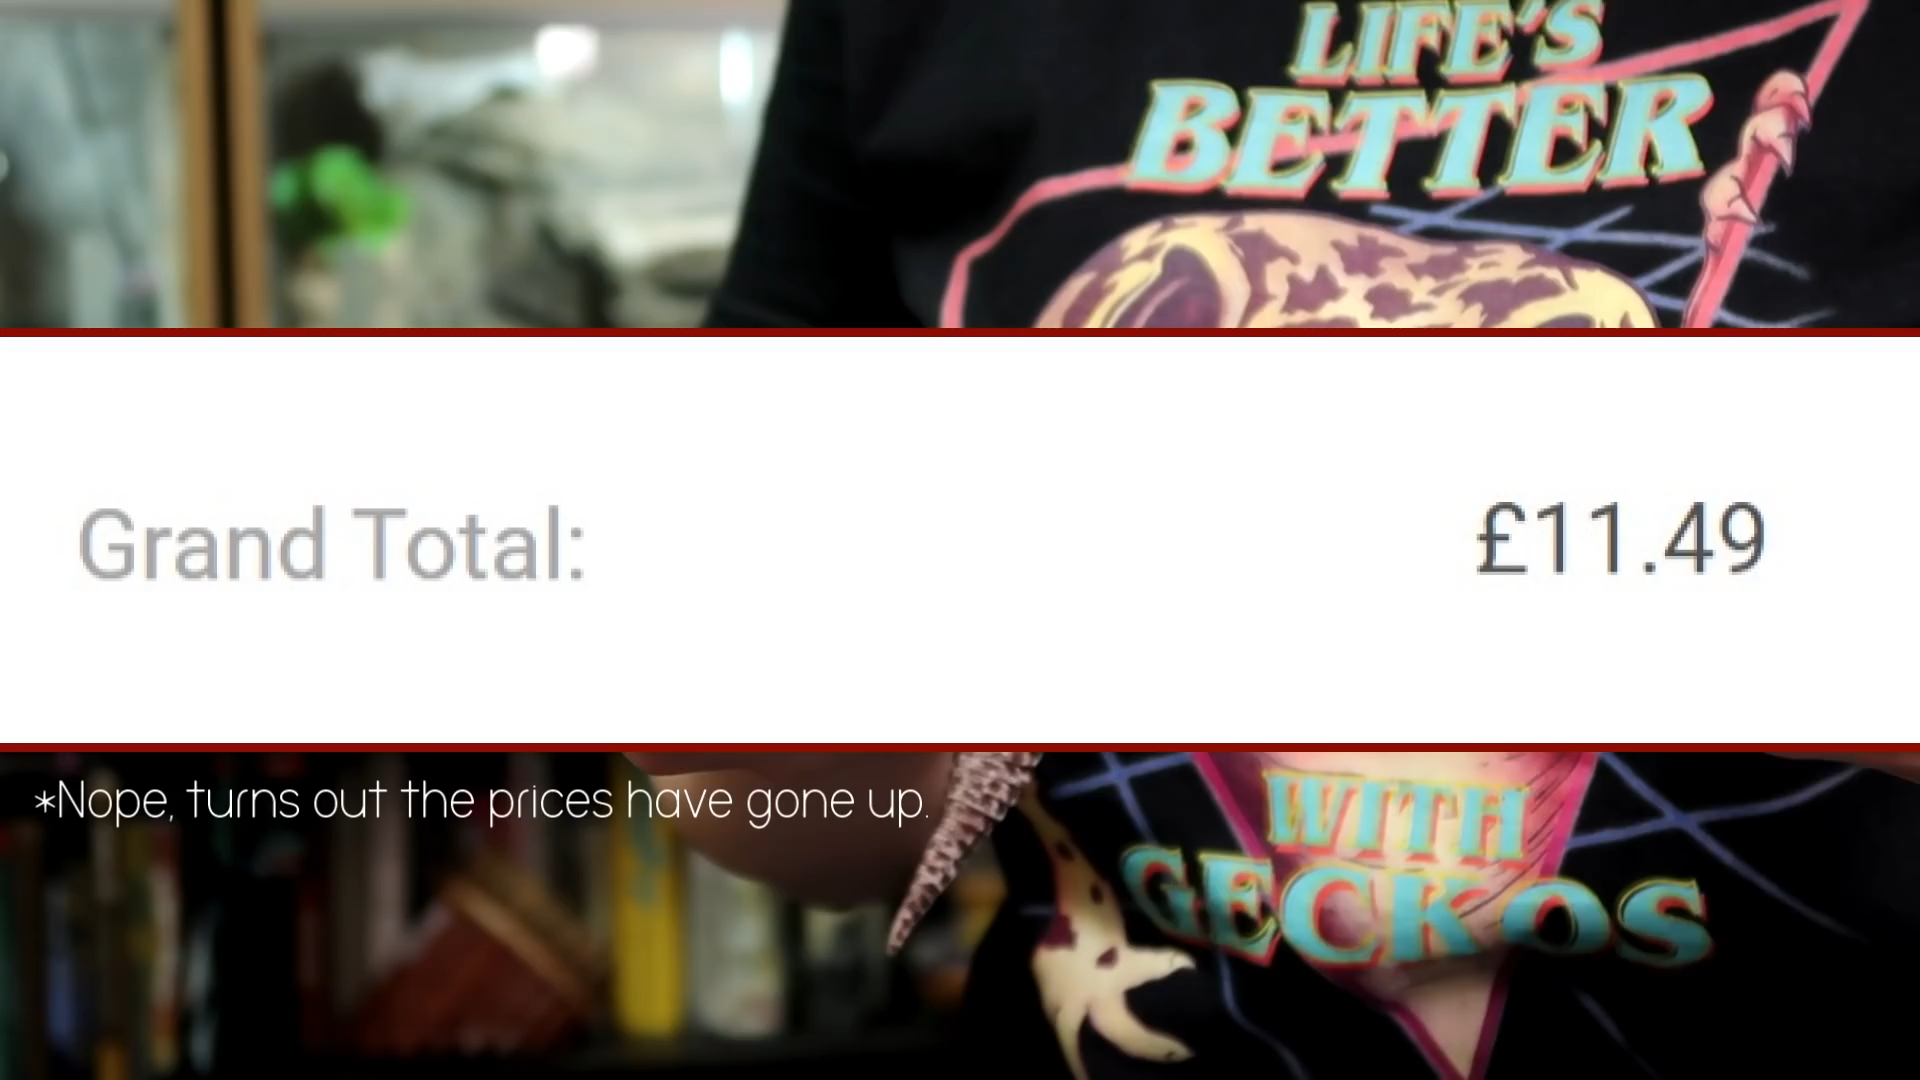 LIFE'S
BETTER
Grand Total: £11.49
*Nope, turns out the prices have gone up.
WITH
GECKOS